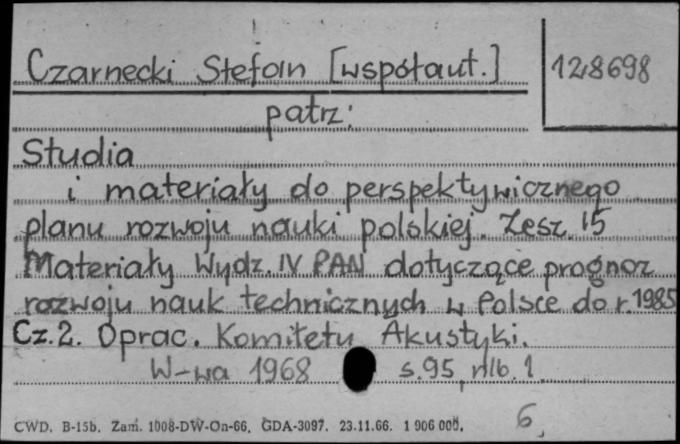 Czarnecki Stefan [współaut.]
128698
patrz:
Studia
i materiały do perspektywicznego
planu rozwoju nauki polskiej. Zesz. 15
Materiały Wydz. IV PAN dotyczące prognoz
rozwoju nauk technicznych w Polsce do r. 1985
Cz. 2. Oprac. Komitetu Akustyki.
W-wa 1968 s. 95, nlb. 1
6
CWD. B-15b. Zam. 1008-DW-On-66. GDA-3097. 23.11.66. 1 906 000.